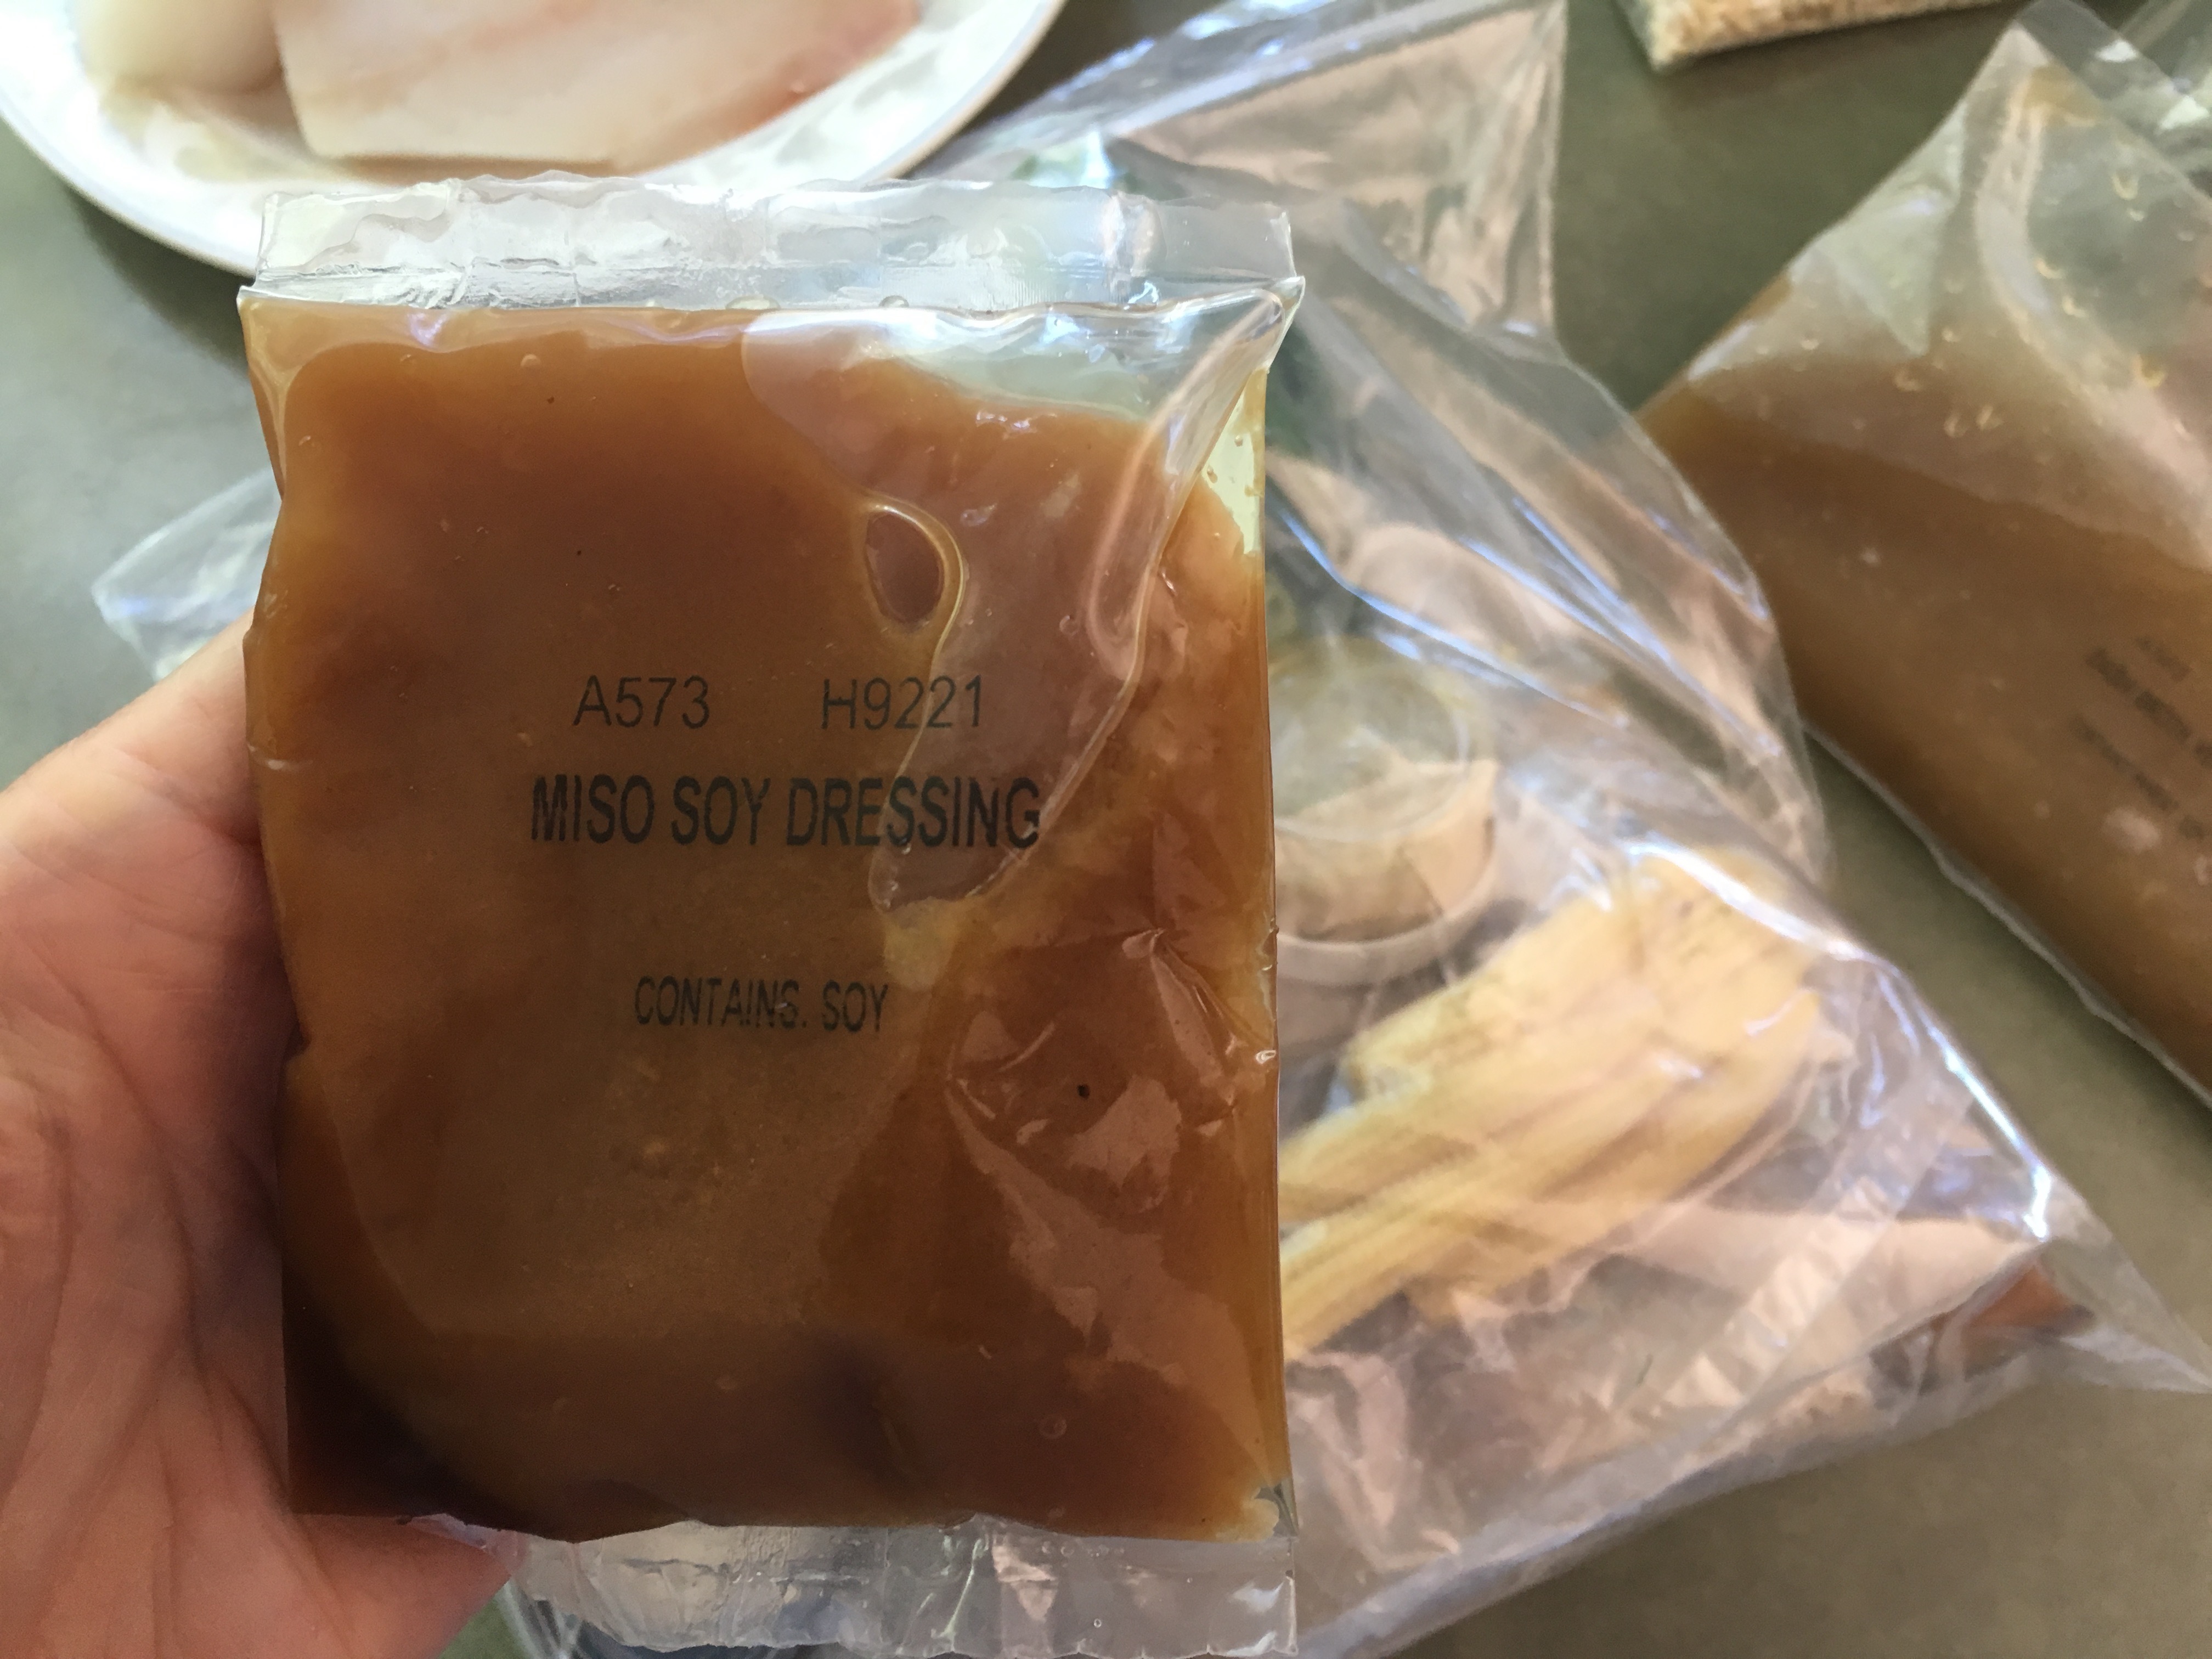 A573 H9221
MISO SOY DRESSING
CONTAINS. SOY